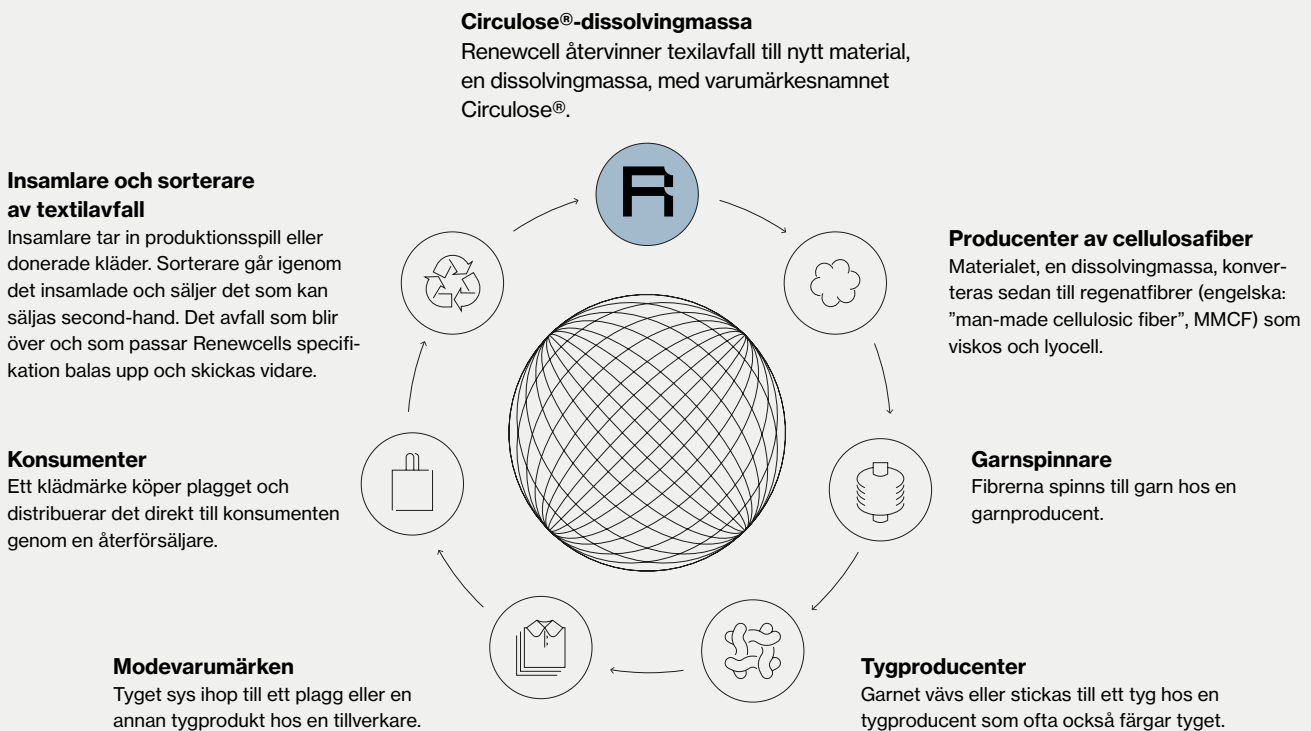 Circulose®-dissolvingmassa
Renewcell återvinner texilavfall till nytt material,
en dissolvingmassa, med varumärkesnamnet
Circulose®.
R
Producenter av cellulosafiber
Materialet, en dissolvingmassa, konver-
teras sedan till regenatfibrer (engelska:
”man-made cellulosic fiber”, MMCF) som
viskos och lyocell.
Garnspinnare
Fibrerna spinns till garn hos en
garnproducent.
Tygproducenter
Garnet vävs eller stickas till ett tyg hos en
tygproducent som ofta också färgar tyget.
Modevarumärken
Tyget sys ihop till ett plagg eller en
annan tygprodukt hos en tillverkare.
Konsumenter
Ett klädmärke köper plagget och
distribuerar det direkt till konsumenten
genom en återförsäljare.
Insamlare och sorterare
av textilavfall
Insamlare tar in produktionsspill eller
donerade kläder. Sorterare går igenom
det insamlade och säljer det som kan
säljas second-hand. Det avfall som blir
över och som passar Renewcells specifi-
kation balas upp och skickas vidare.